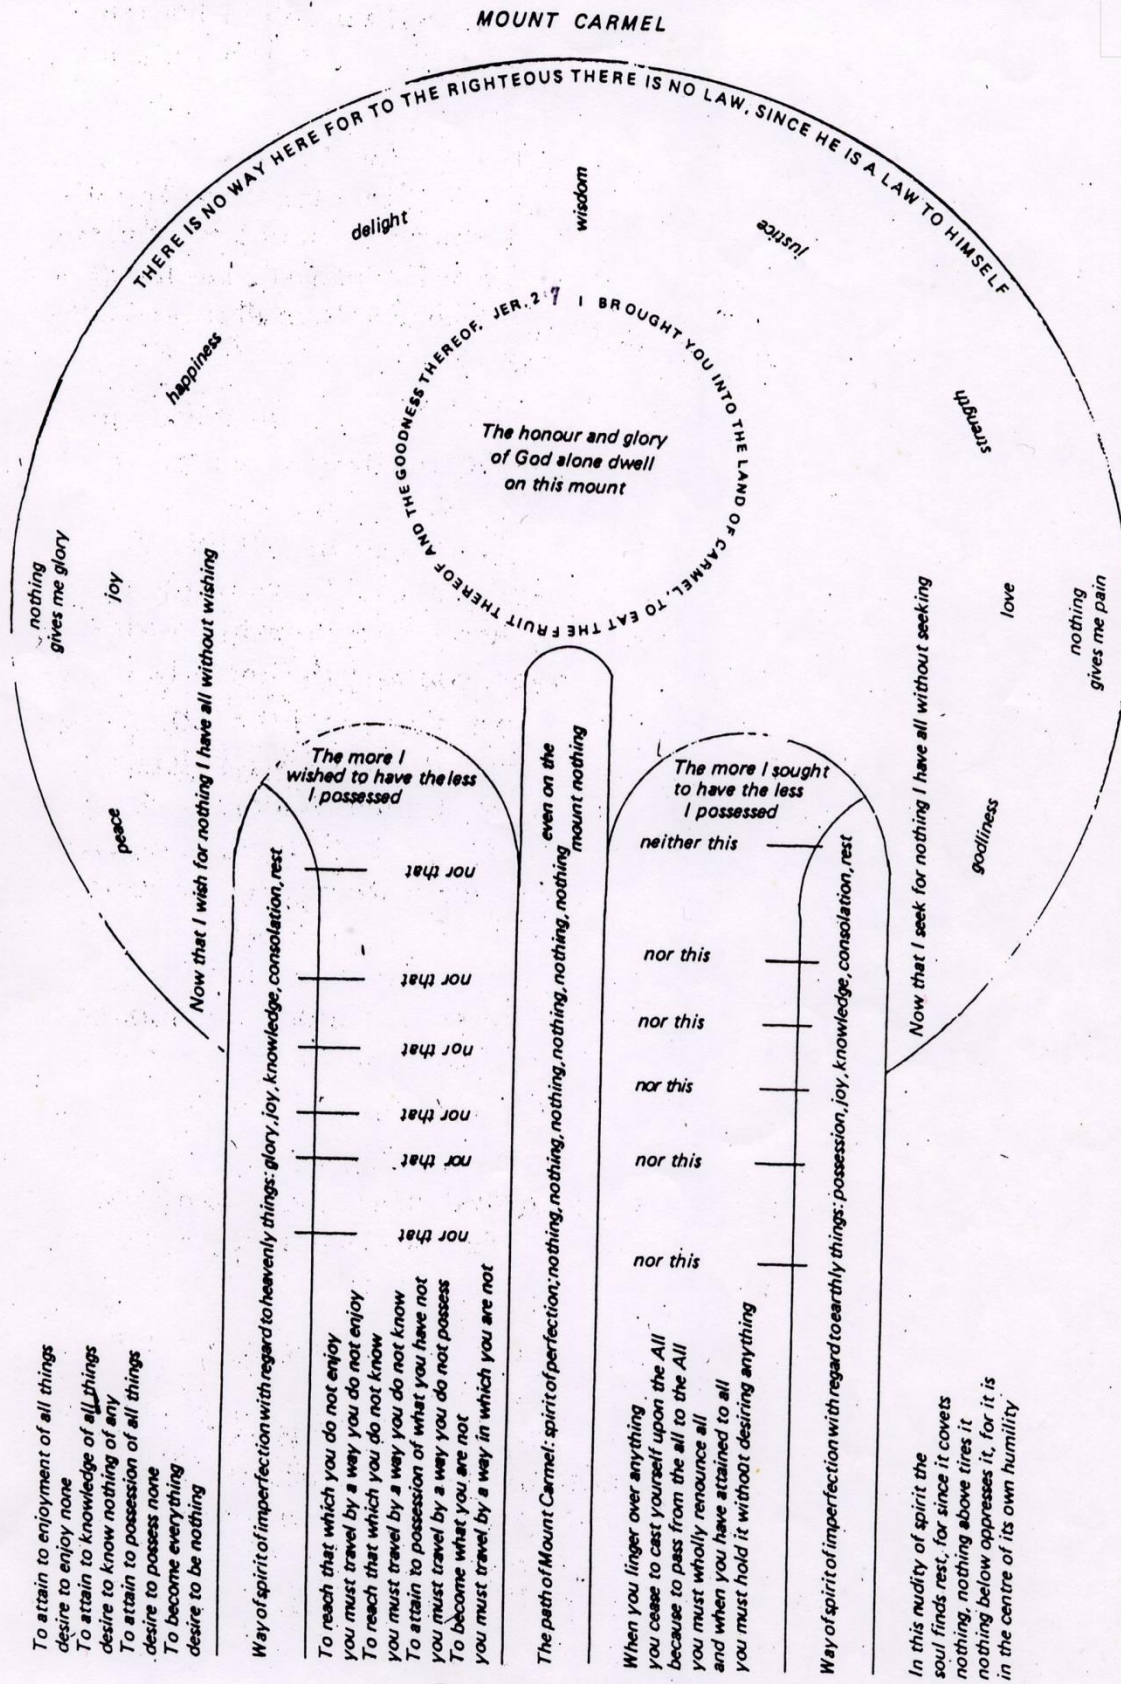 MOUNT CARMEL
THERE IS NO WAY HERE FOR TO THE RIGHTEOUS THERE IS NO LAW, SINCE HE IS A LAW TO HIMSELF
delight
wisdom
justice
happiness
strength
I BROUGHT YOU INTO THE LAND OF CARMEL, TO EAT THE FRUIT THEREOF AND THE GOODNESS THEREOF, JER. 2:7
The honour and glory
of God alone dwell
on this mount
nothing
gives me glory
joy
peace
Now that I wish for nothing I have all without wishing
Now that I seek for nothing I have all without seeking
love
godliness
nothing
gives me pain
The more I
wished to have the less
I possessed
The more I sought
to have the less
I possessed
neither this
nor this
nor this
nor this
nor this
nor this
nor that
nor that
nor that
nor that
nor that
nor that
To attain to enjoyment of all things
desire to enjoy none
To attain to knowledge of all things
desire to know nothing of any
To attain to possession of all things
desire to possess none
To become everything
desire to be nothing
Way of spirit of imperfection with regard to heavenly things: glory, joy, knowledge, consolation, rest
To reach that which you do not enjoy
you must travel by a way you do not enjoy
To reach that which you do not know
you must travel by a way you do not know
To attain to possession of what you have not
you must travel by a way you do not possess
To become what you are not
you must travel by a way in which you are not
The path of Mount Carmel: spirit of perfection; nothing, nothing, nothing, nothing, nothing, nothing, nothing
even on the
mount nothing
When you linger over anything
you cease to cast yourself upon the All
because to pass from the all to the All
you must wholly renounce all
and when you have attained to all
you must hold it without desiring anything
Way of spirit of imperfection with regard to earthly things: possession, joy, knowledge, consolation, rest
In this nudity of spirit the
soul finds rest, for since it covets
nothing, nothing above tires it
nothing below oppresses it, for it is
in the centre of its own humility